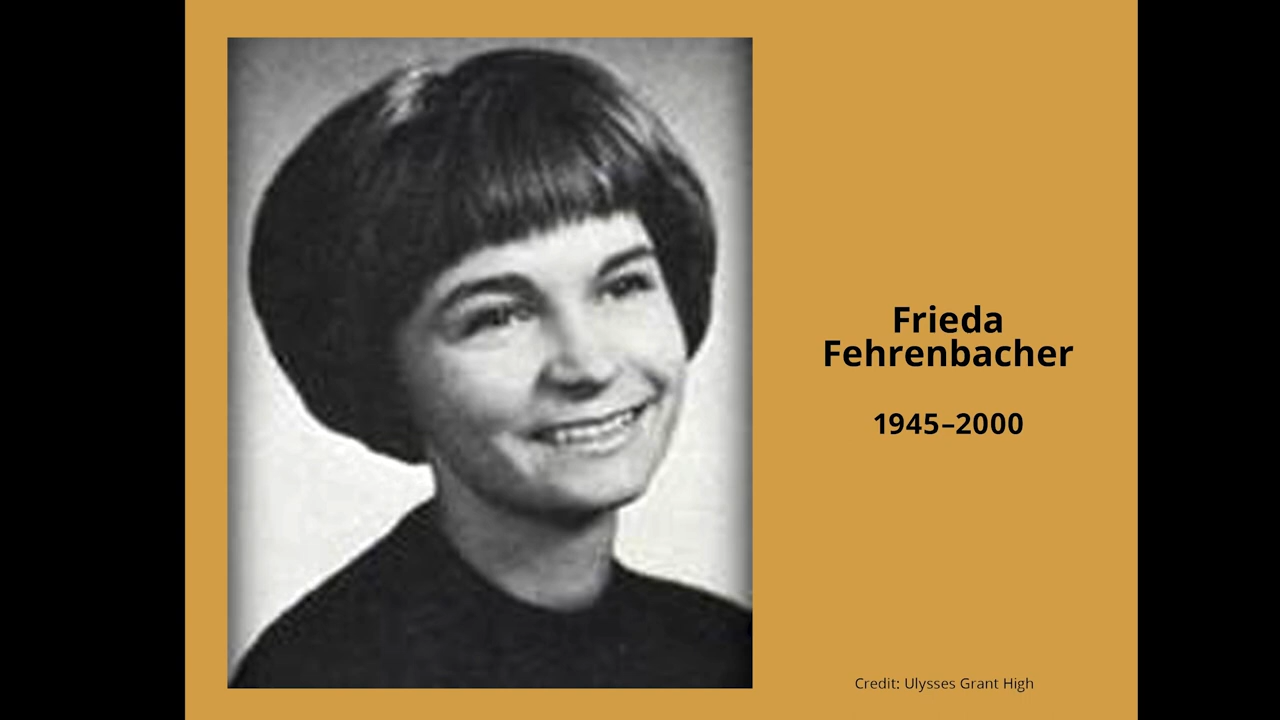 Frieda
Fehrenbacher
1945–2000
Credit: Ulysses Grant High